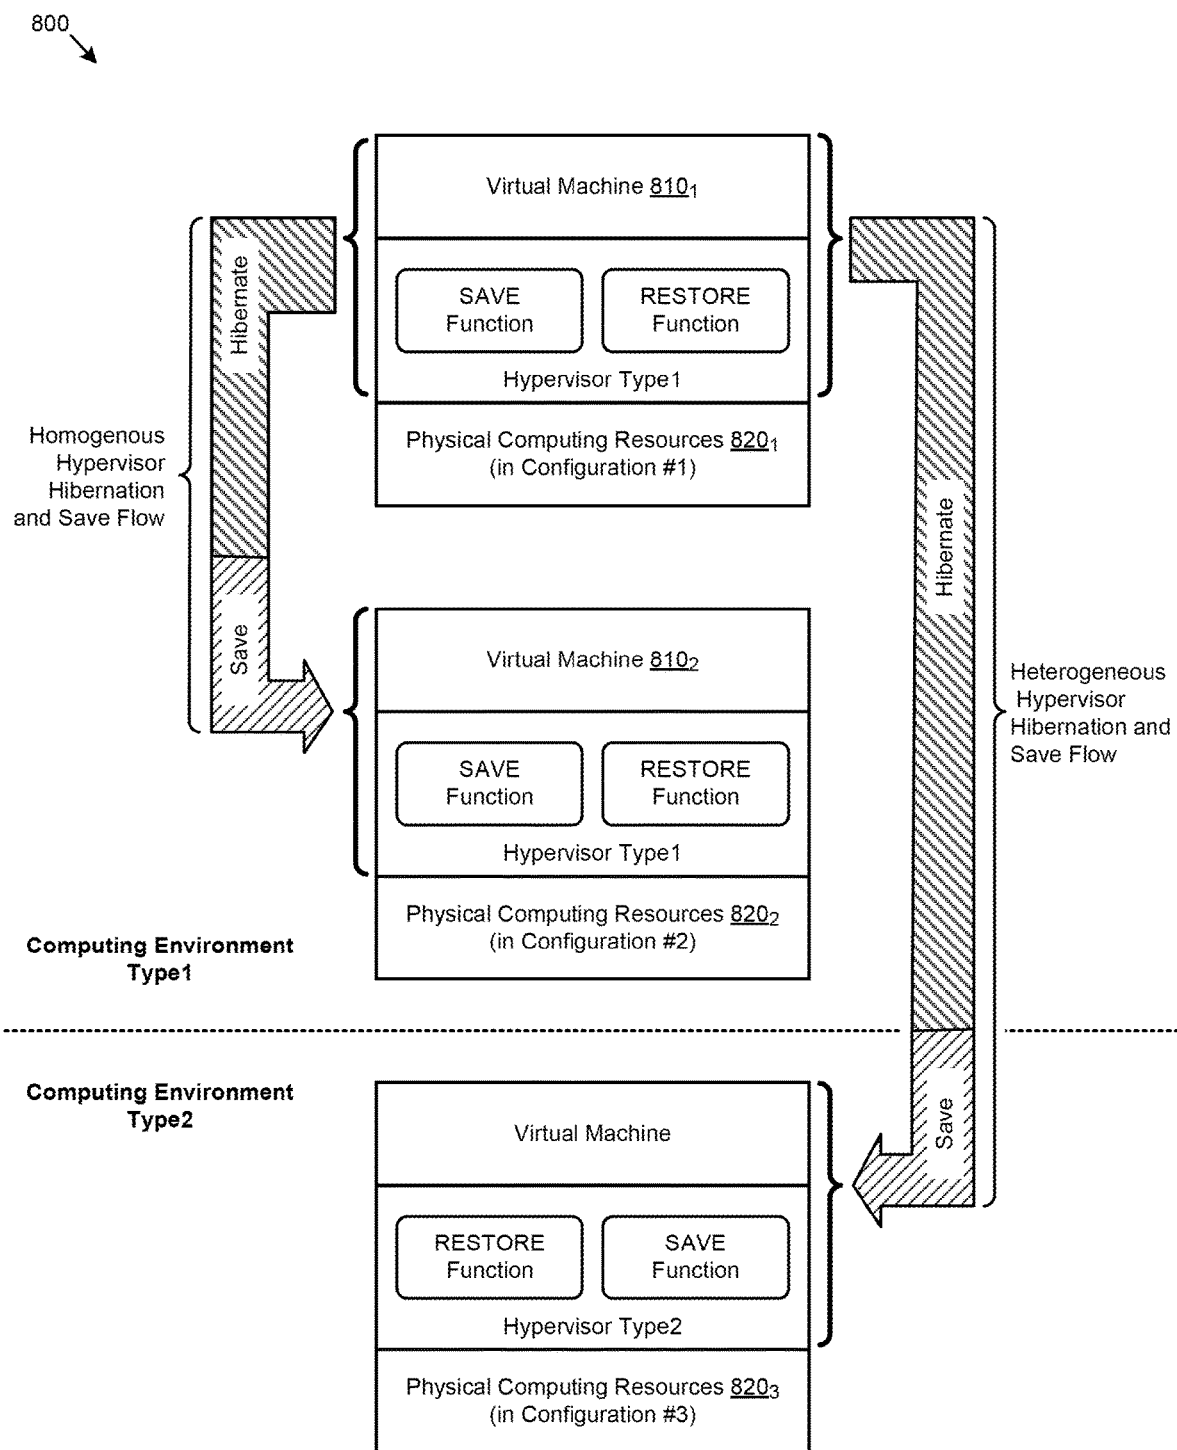 800
Virtual Machine 810₁
SAVE
Function
RESTORE
Function
Hypervisor Type1
Physical Computing Resources 820₁
(in Configuration #1)
Hibernate
Save
Homogenous
Hypervisor
Hibernation
and Save Flow
Virtual Machine 810₂
SAVE
Function
RESTORE
Function
Hypervisor Type1
Physical Computing Resources 820₂
(in Configuration #2)
Hibernate
Save
Heterogeneous
Hypervisor
Hibernation and
Save Flow
Computing Environment
Type1
Computing Environment
Type2
Virtual Machine
RESTORE
Function
SAVE
Function
Hypervisor Type2
Physical Computing Resources 820₃
(in Configuration #3)